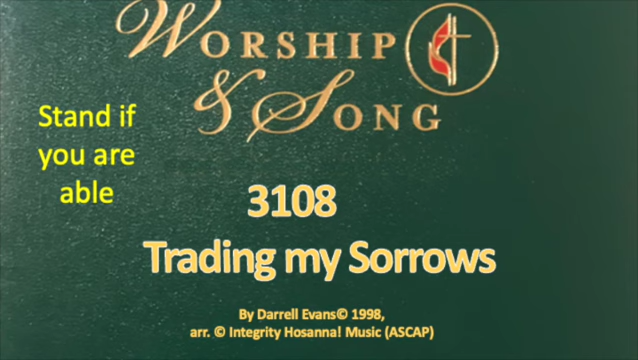 WORSHIP
& SONG
Stand if
you are
able
3108
Trading my Sorrows
By Darrell Evans© 1998,
arr. © Integrity Hosanna! Music (ASCAP)